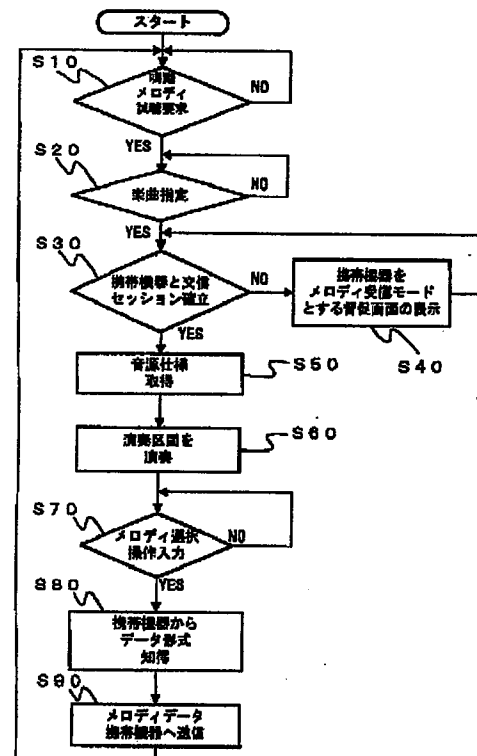 スタート
S10
メロディ
試聴要求
NO
YES
S20
楽曲指定
NO
YES
S30
携帯機器と交信
セッション確立
NO
携帯機器を
メロディ受信モード
とする督促画面の表示
S40
YES
音源仕様
取得
S50
演奏区間を
演奏
S60
S70
メロディ選択
操作入力
NO
YES
S80
携帯機器から
データ形式
知得
S90
メロディデータ
携帯機器へ送信